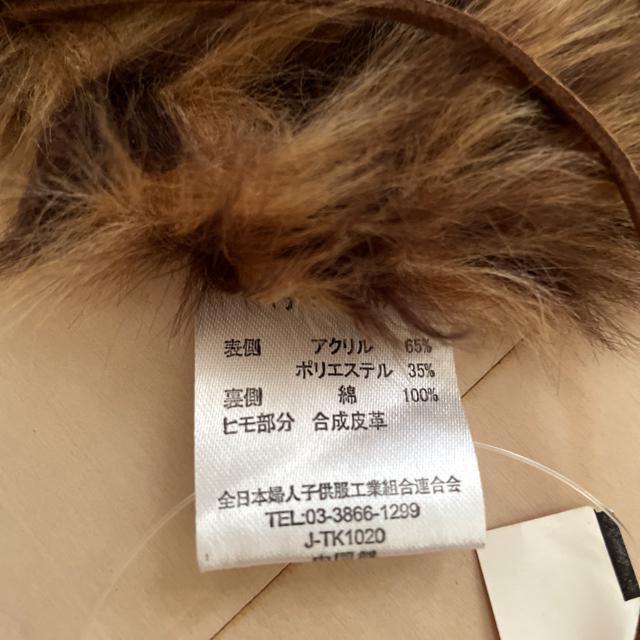 表側 アクリル 65%
ポリエステル 35%
裏側 綿 100%
ヒモ部分 合成皮革
全日本婦人子供服工業組合連合会
TEL.03-3866-1299
J-TK1020